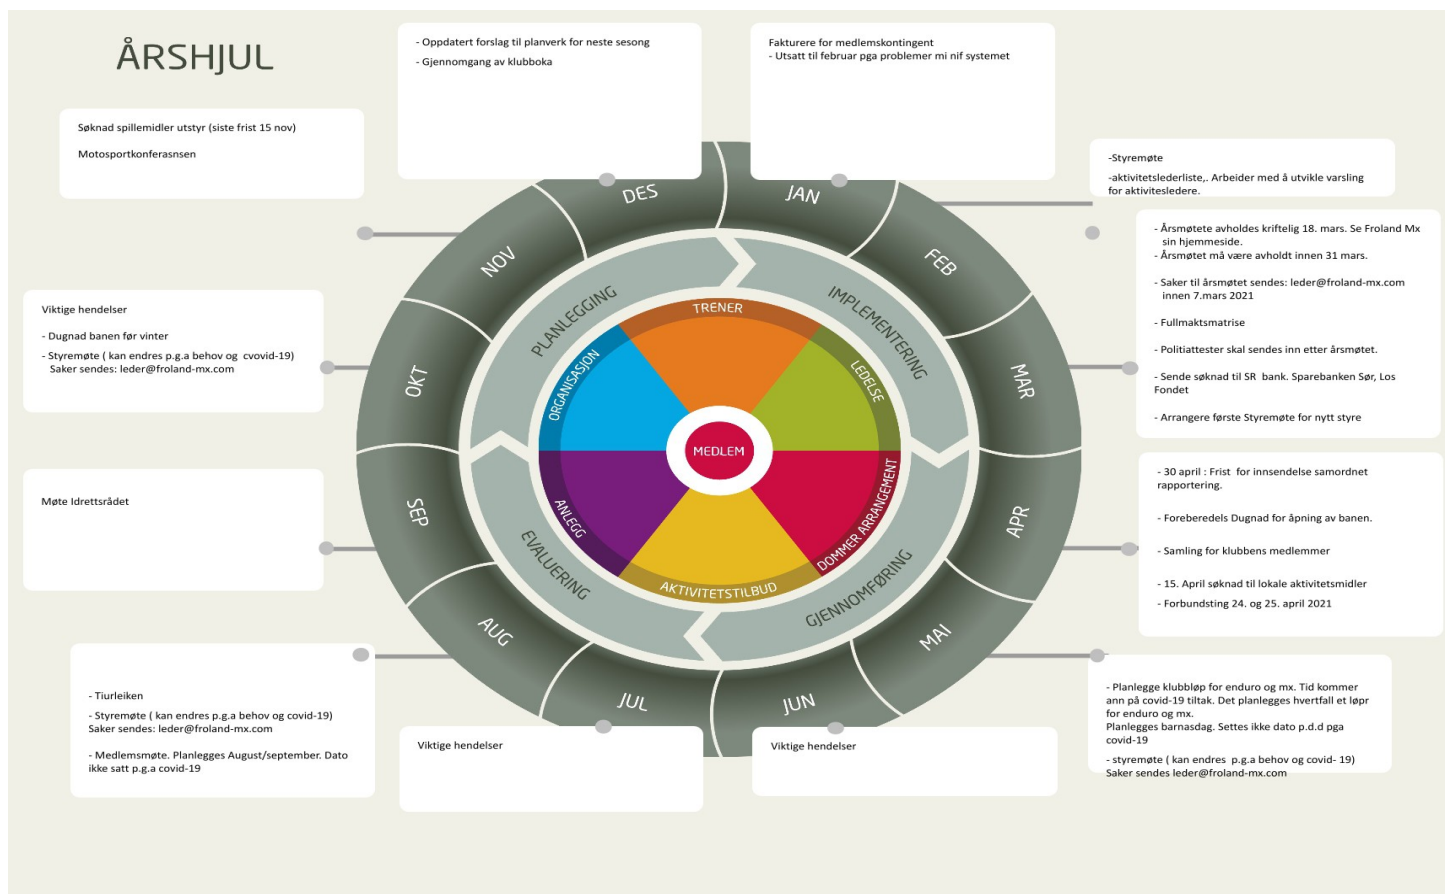 ÅRSHJUL
- Oppdatert forslag til planverk for neste sesong
- Gjennomgang av klubboka
Fakturere for medlemskontingent
- Utsatt til februar pga problemer mi nif systemet
Søknad spillemidler utstyr (siste frist 15 nov)
Motosportkonferasnsen
-Styremøte
-aktivitetslederliste,. Arbeider med å utvikle varsling
for aktivitesledere.
- Årsmøtete avholdes kriftelig 18. mars. Se Froland Mx
sin hjemmeside.
- Årsmøtet må være avholdt innen 31 mars.
- Saker til årsmøtet sendes: leder@froland-mx.com
innen 7.mars 2021
- Fullmaktsmatrise
- Politiattester skal sendes inn etter årsmøtet.
- Sende søknad til SR  bank. Sparebanken Sør, Los
Fondet
- Arrangere første Styremøte for nytt styre
Viktige hendelser
- Dugnad banen før vinter
- Styremøte ( kan endres p.g.a behov og  cvovid-19)
Saker sendes: leder@froland-mx.com
Møte Idrettsrådet
- 30 april : Frist  for innsendelse samordnet
rapportering.
- Foreberedels Dugnad for åpning av banen.
- Samling for klubbens medlemmer
- 15. April søknad til lokale aktivitetsmidler
- Forbundsting 24. og 25. april 2021
- Tiurleiken
- Styremøte ( kan endres p.g.a behov og covid-19)
Saker sendes: leder@froland-mx.com
- Medlemsmøte. Planlegges August/september. Dato
ikke satt p.g.a covid-19
Viktige hendelser
Viktige hendelser
- Planlegge klubbløp for enduro og mx. Tid kommer
ann på covid-19 tiltak. Det planlegges hvertfall et løpr
for enduro og mx.
Planlegges barnasdag. Settes ikke dato p.d.d pga
covid-19
- styremøte ( kan endres  p.g.a behov og covid- 19)
Saker sendes leder@froland-mx.com
JAN
FEB
MAR
APR
MAI
JUN
JUL
AUG
SEP
OKT
NOV
DES
PLANLEGGING
IMPLEMENTERING
GJENNOMFØRING
EVALUERING
TRENER
LEDELSE
DOMMER ARRANGEMENT
AKTIVITETSTILBUD
ANLEGG
ORGANISASJON
MEDLEM